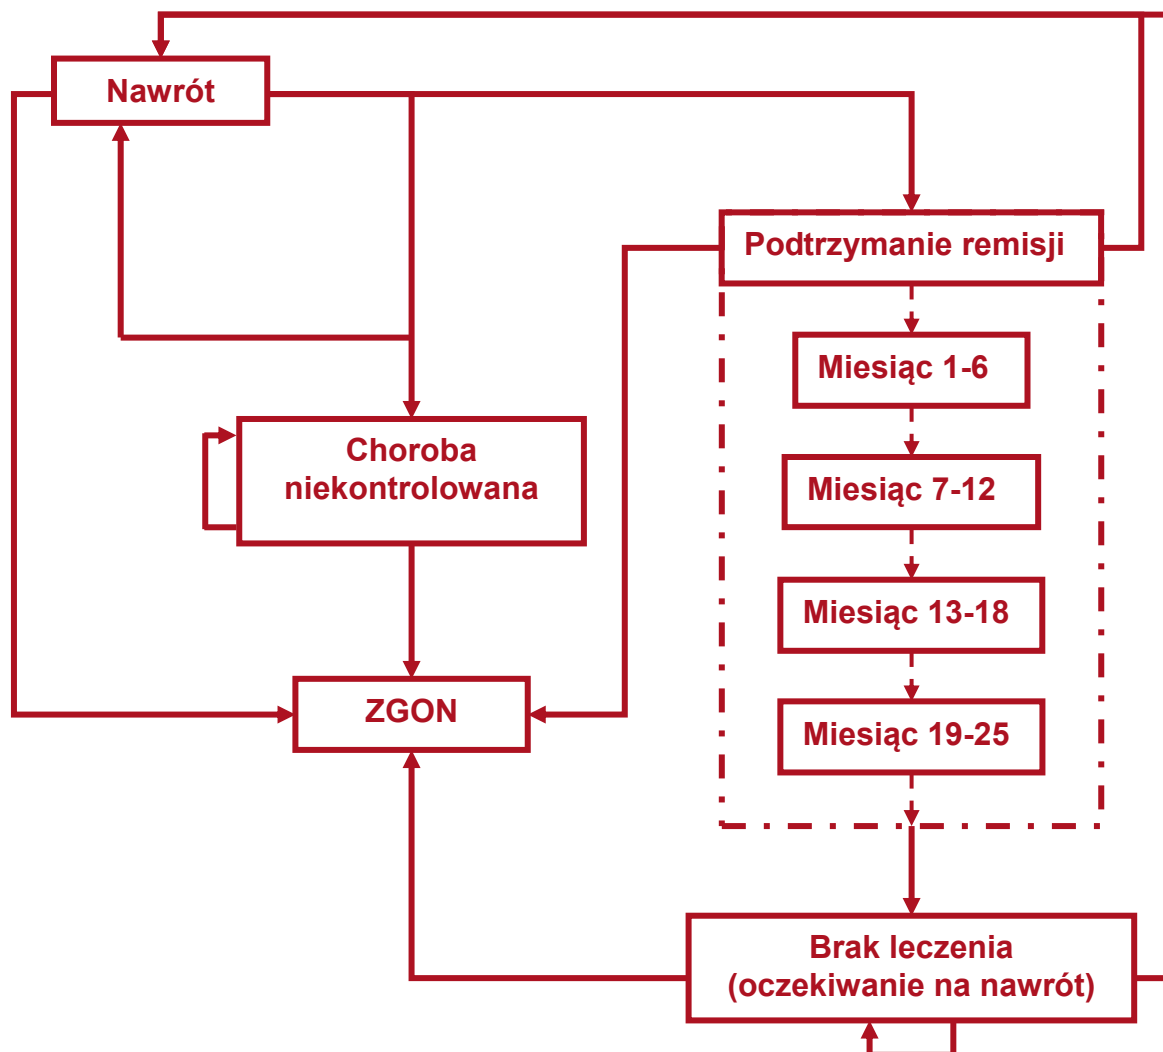 Nawrót
Podtrzymanie remisji
Miesiąc 1-6
Choroba
niekontrolowana
Miesiąc 7-12
Miesiąc 13-18
ZGON
Miesiąc 19-25
Brak leczenia
(oczekiwanie na nawrót)